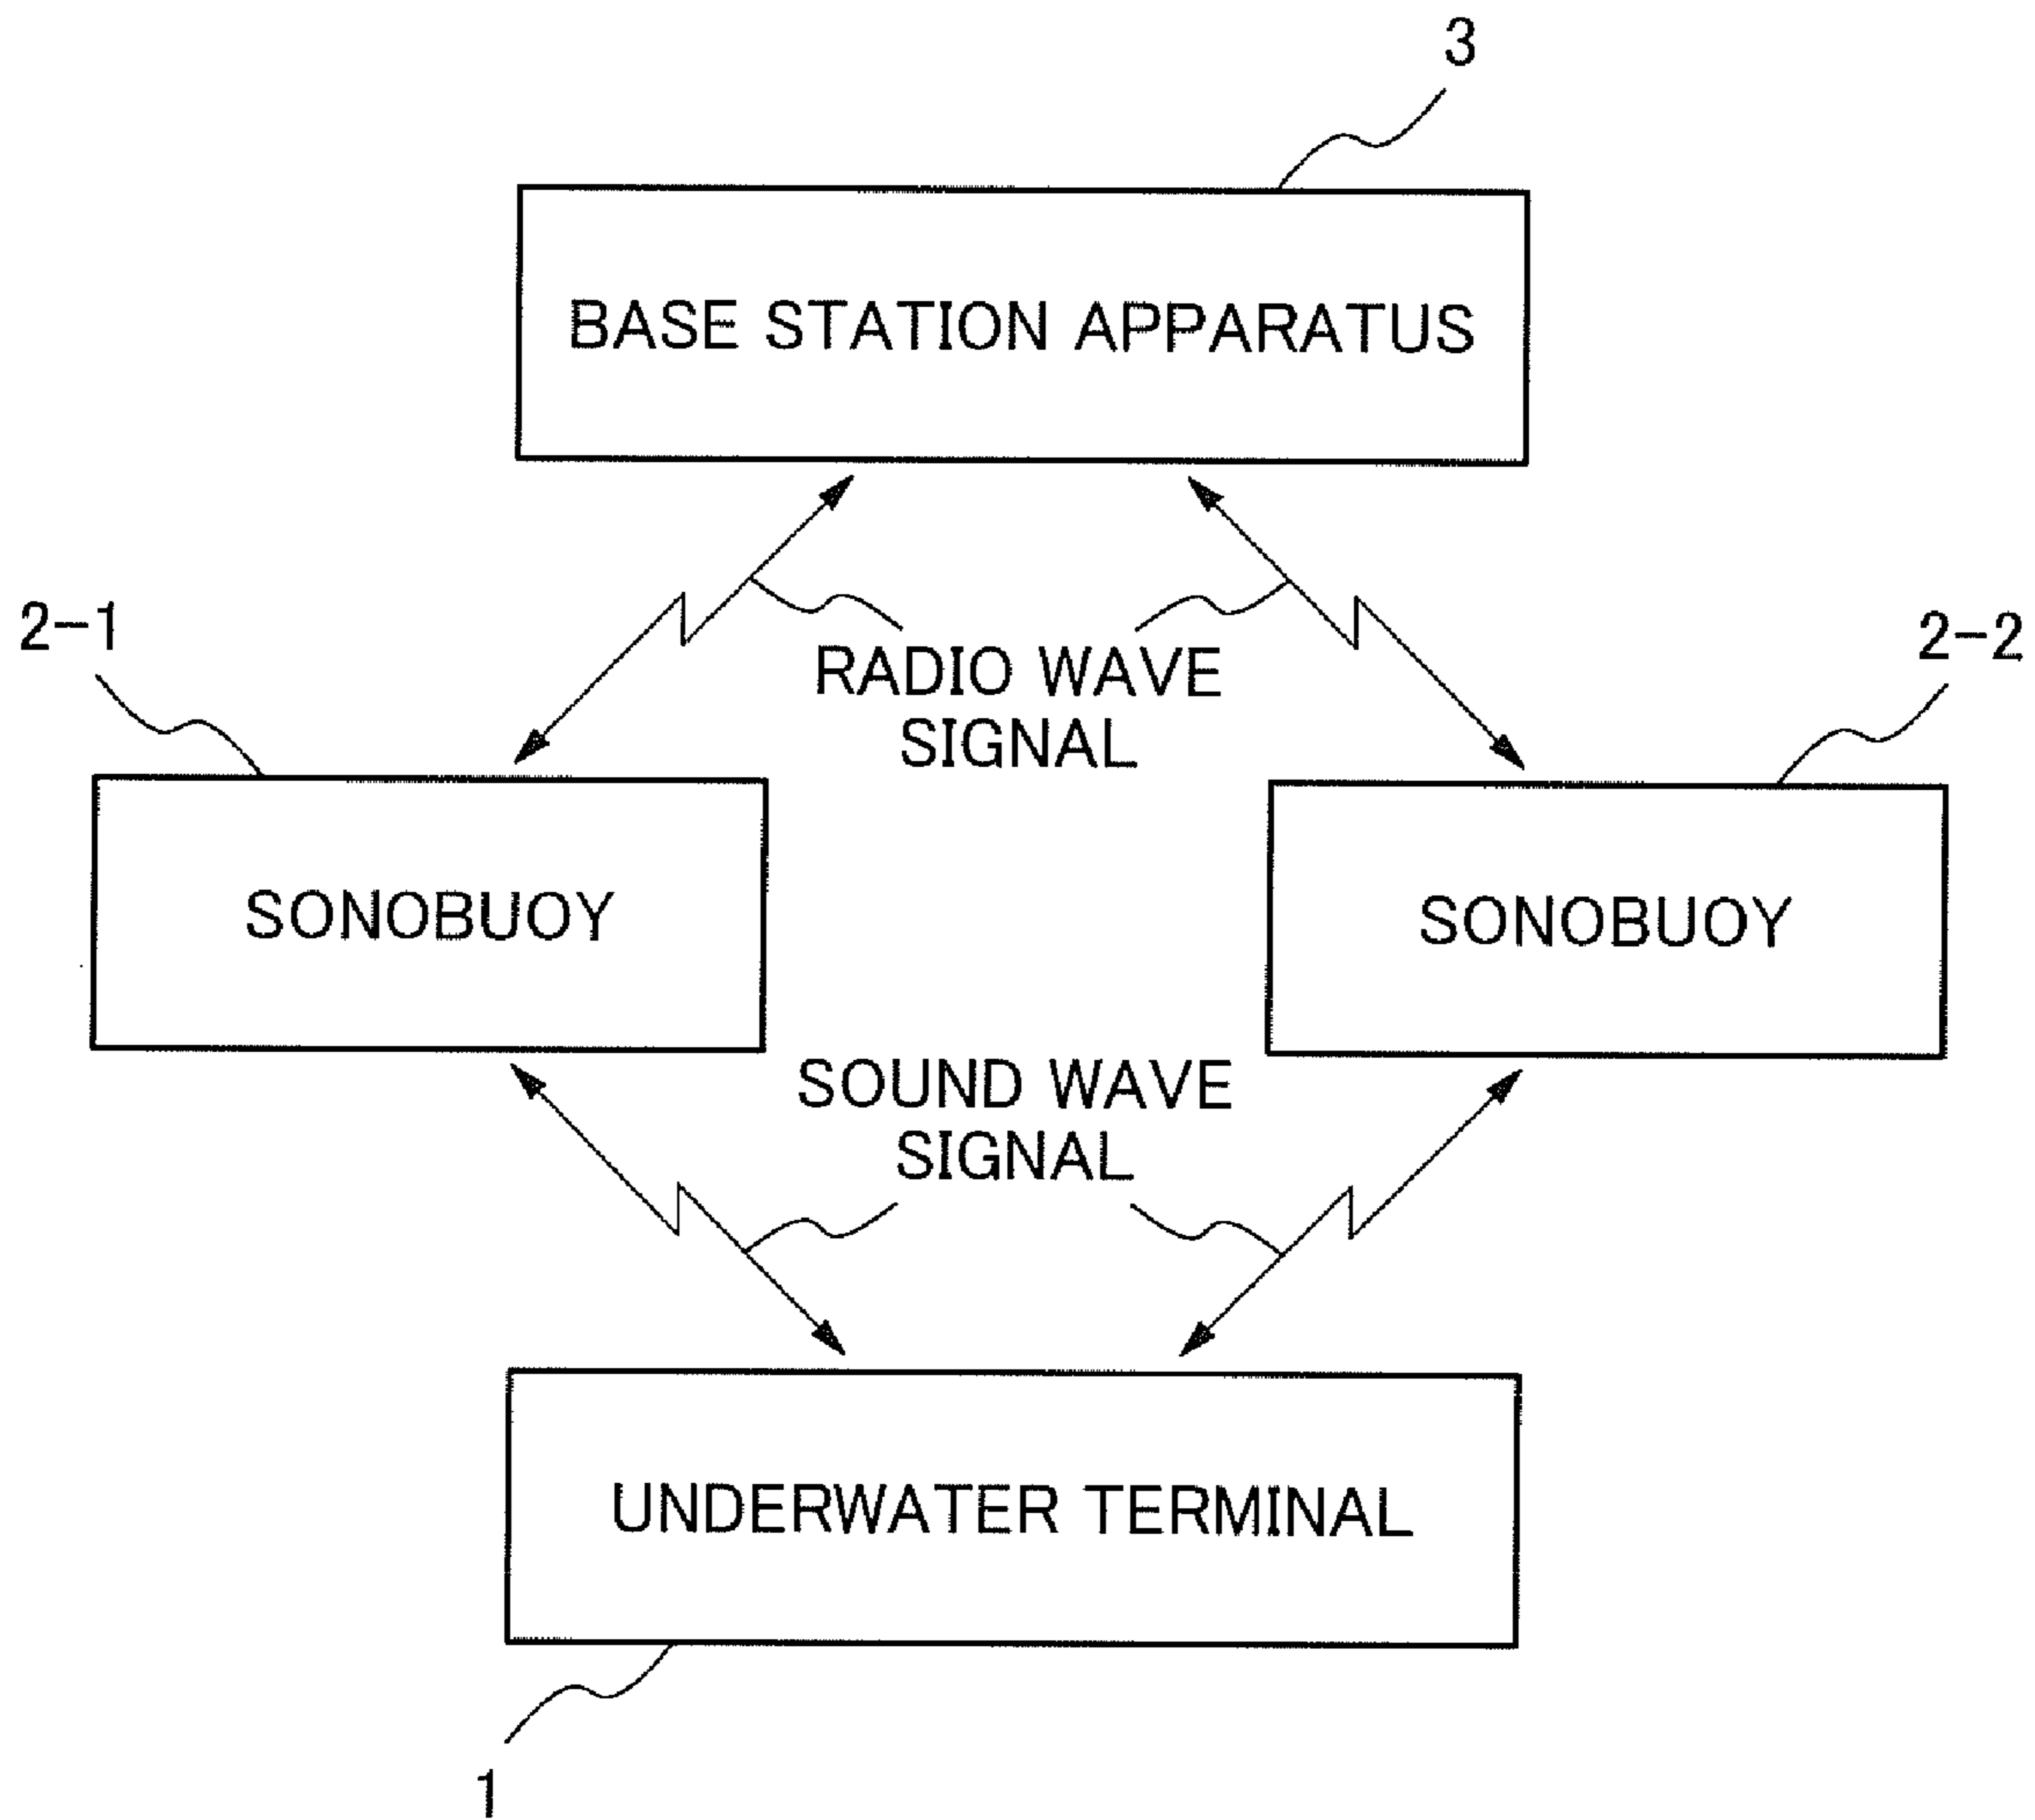 3
BASE STATION APPARATUS
2-1
2-2
RADIO WAVE
SIGNAL
SONOBUOY
SONOBUOY
SOUND WAVE
SIGNAL
UNDERWATER TERMINAL
1